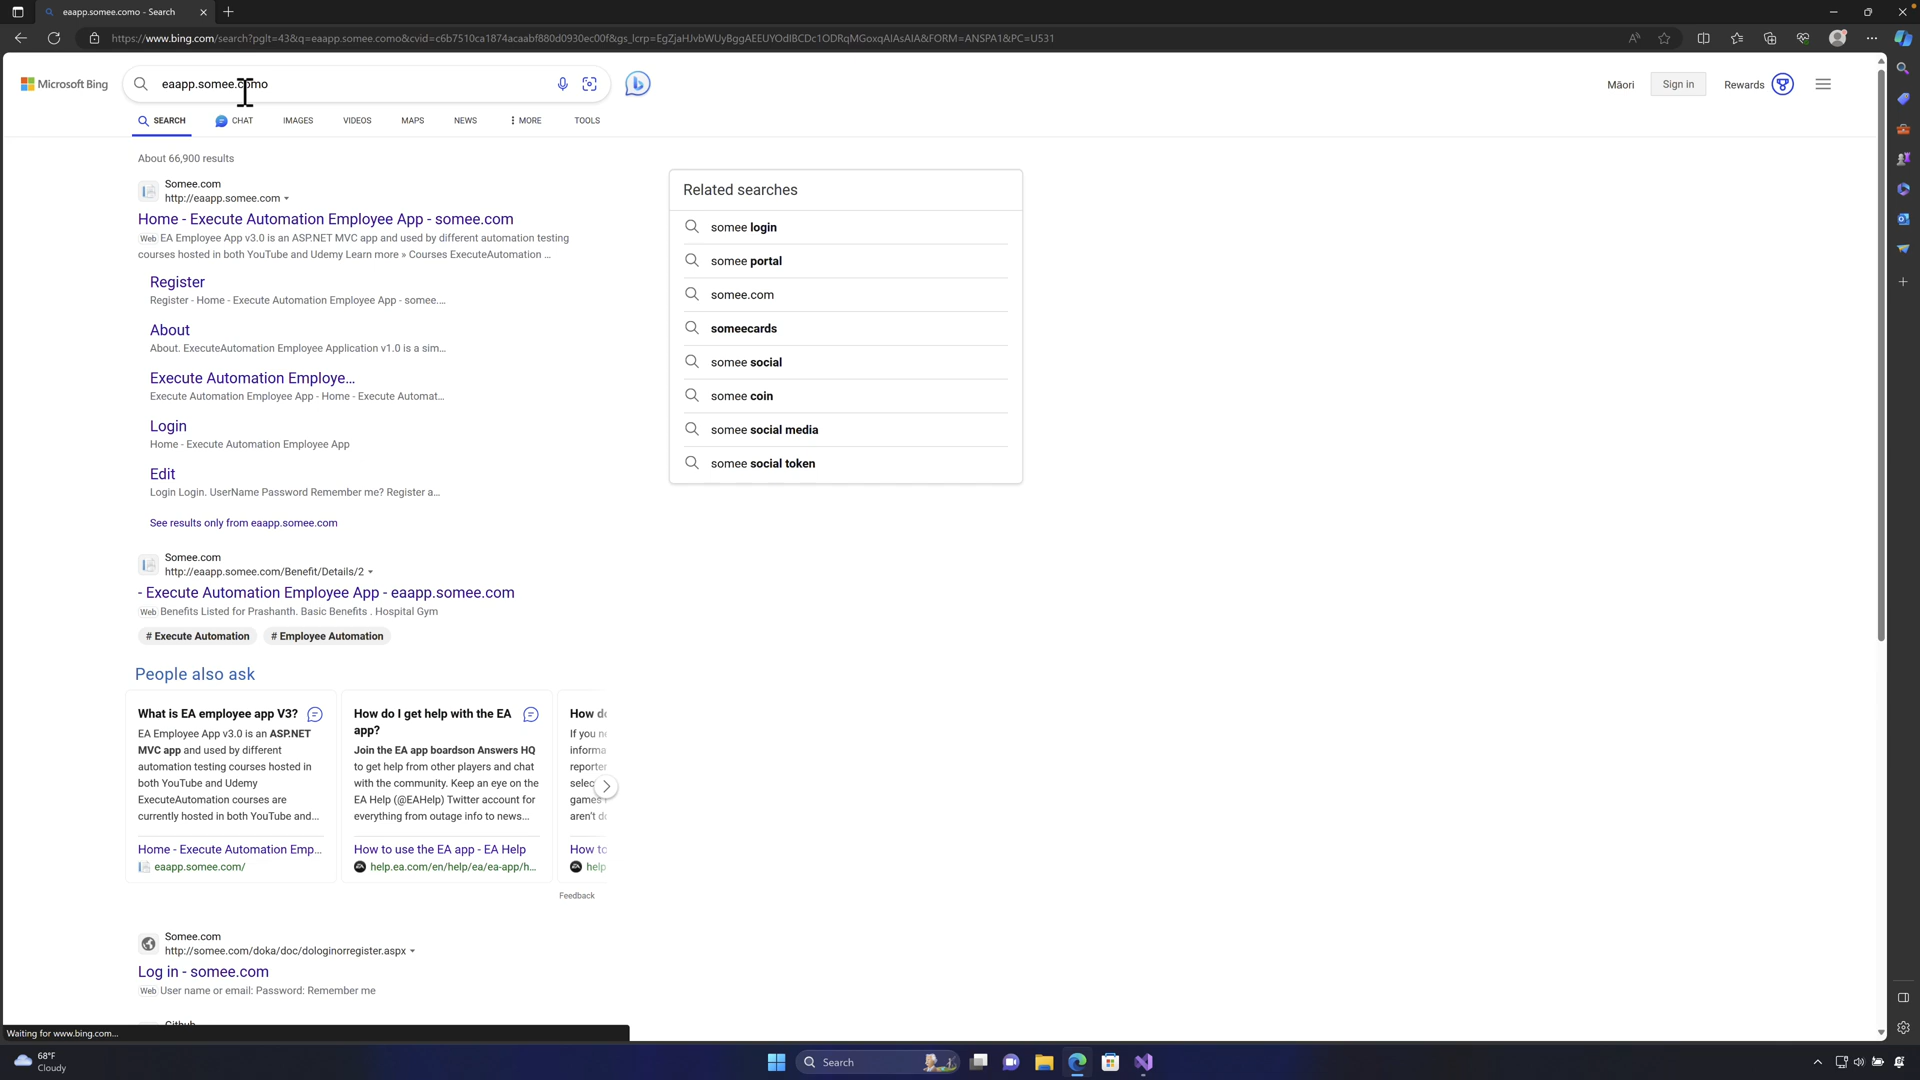 eaapp.somee.como - Search
https://www.bing.com/search?pglt=43&q=eaapp.somee.como&cvid=c6b7510ca1874acaabf880d0930ec00f&gs_lcrp=EgZjaHJvbWUyBggAEEUYOdIBCDc1ODRqMGoxqAIAsAIA&FORM=ANSPA1&PC=U531
Microsoft Bing
eaapp.somee.como
Māori
Sign in
Rewards
SEARCH
CHAT
IMAGES
VIDEOS
MAPS
NEWS
MORE
TOOLS
About 66,900 results
Somee.com
http://eaapp.somee.com
Home - Execute Automation Employee App - somee.com
Web EA Employee App v3.0 is an ASP.NET MVC app and used by different automation testing
courses hosted in both YouTube and Udemy Learn more » Courses ExecuteAutomation ...
Register
Register - Home - Execute Automation Employee App - somee....
About
About. ExecuteAutomation Employee Application v1.0 is a sim...
Execute Automation Employe...
Execute Automation Employee App - Home - Execute Automat...
Login
Home - Execute Automation Employee App
Edit
Login Login. UserName Password Remember me? Register a...
See results only from eaapp.somee.com
Somee.com
http://eaapp.somee.com/Benefit/Details/2
- Execute Automation Employee App - eaapp.somee.com
Web Benefits Listed for Prashanth. Basic Benefits . Hospital Gym
# Execute Automation
# Employee Automation
People also ask
What is EA employee app V3?
EA Employee App v3.0 is an ASP.NET
MVC app and used by different
automation testing courses hosted in
both YouTube and Udemy
ExecuteAutomation courses are
currently hosted in both YouTube and...
Home - Execute Automation Emp...
eaapp.somee.com/
How do I get help with the EA
app?
Join the EA app boardson Answers HQ
to get help from other players and chat
with the community. Keep an eye on the
EA Help (@EAHelp) Twitter account for
everything from outage info to news...
How to use the EA app - EA Help
help.ea.com/en/help/ea/ea-app/h...
How do
If you ne
informa
reporter
selec
games
aren't do
How to
help
Feedback
Somee.com
http://somee.com/doka/doc/dologinorregister.aspx
Log in - somee.com
Web User name or email: Password: Remember me
Github
Related searches
somee login
somee portal
somee.com
someecards
somee social
somee coin
somee social media
somee social token
Waiting for www.bing.com...
68°F
Cloudy
Search